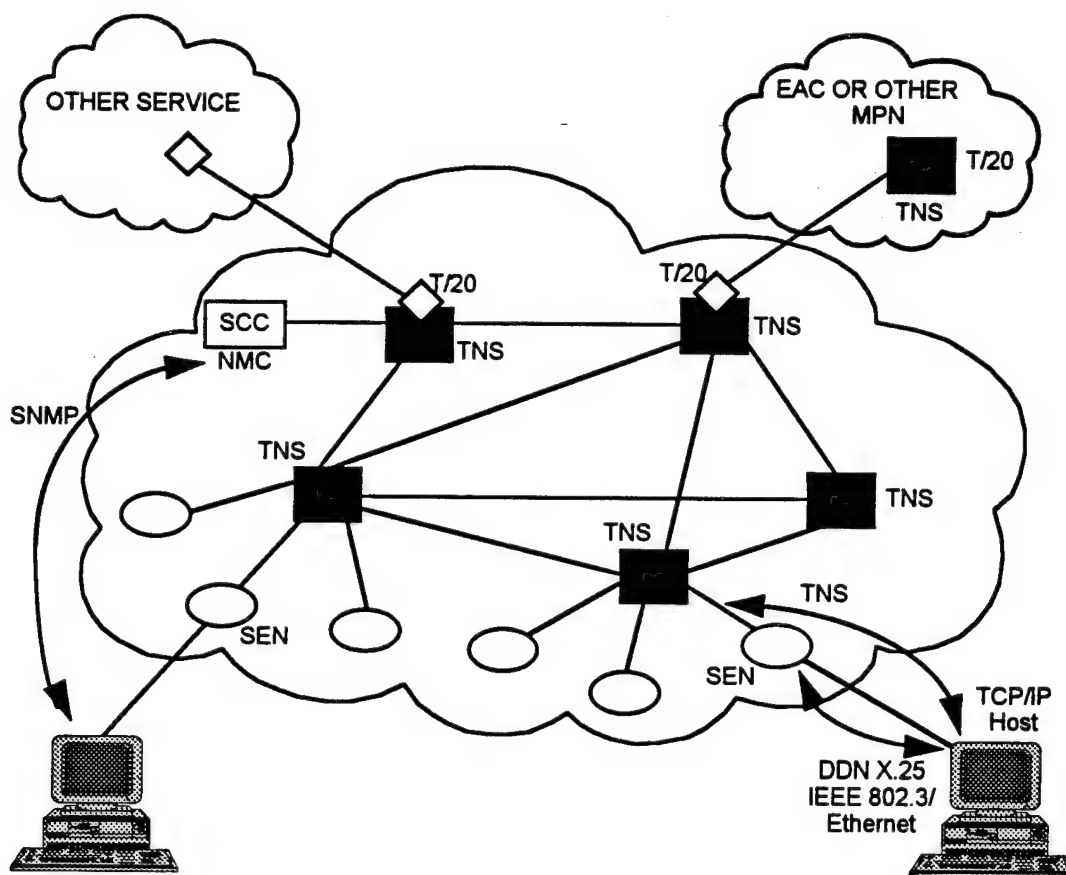 OTHER SERVICE
EAC OR OTHER
MPN
T/20
TNS
T/20
T/20
SCC
TNS
TNS
NMC
SNMP
TNS
TNS
TNS
TNS
SEN
SEN
TCP/IP
Host
DDN X.25
IEEE 802.3/
Ethernet